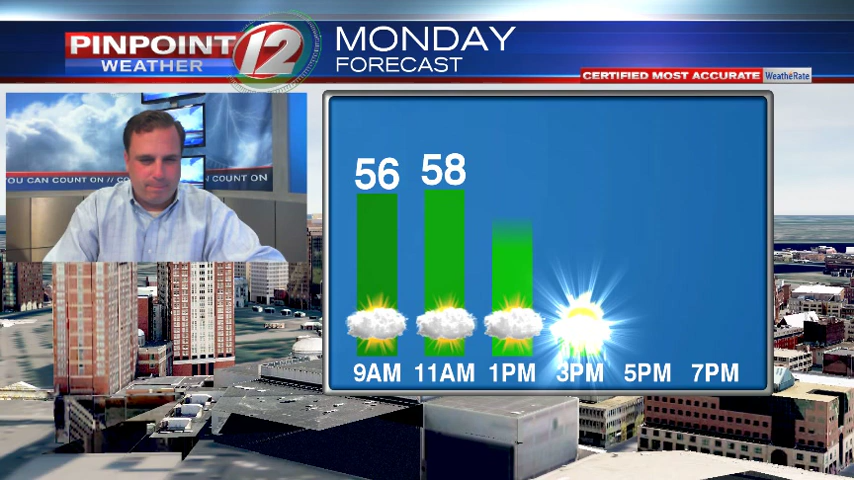 PINPOINT 12
WEATHER
MONDAY
FORECAST
CERTIFIED MOST ACCURATE WeatheRate
YOU CAN COUNT ON // CO
COUNT ON
56 58
9AM 11AM 1PM 3PM 5PM 7PM